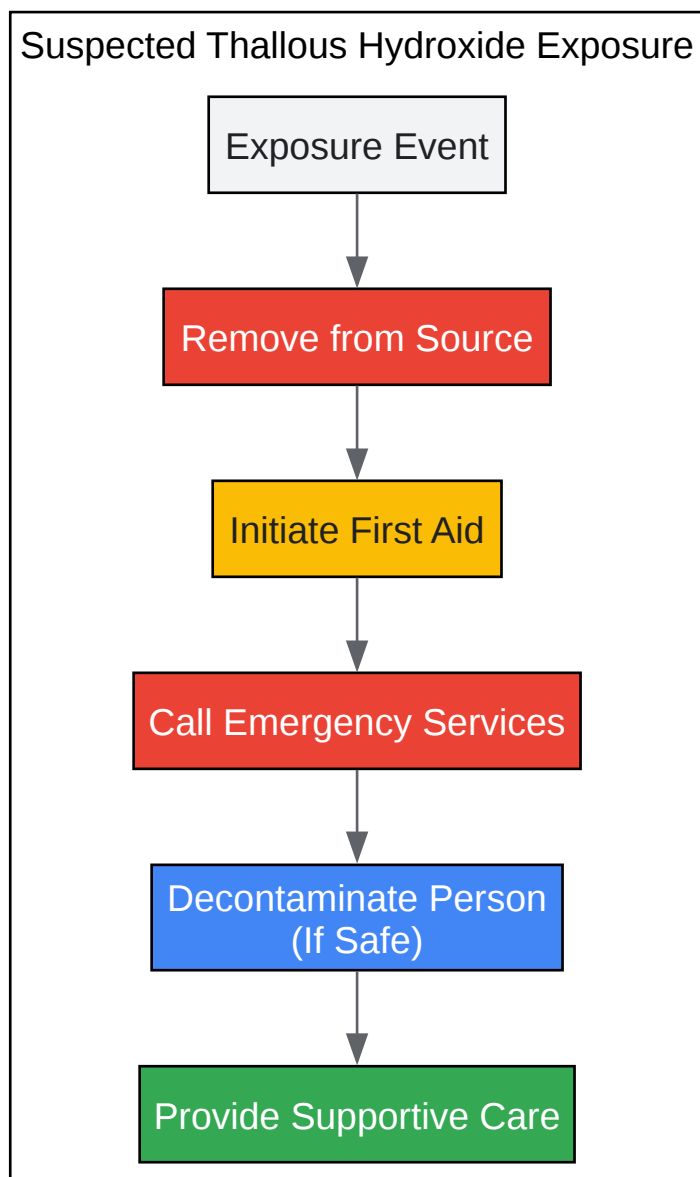 Suspected Thallous Hydroxide Exposure
Exposure Event
Remove from Source
Initiate First Aid
Call Emergency Services
Decontaminate Person
(If Safe)
Provide Supportive Care